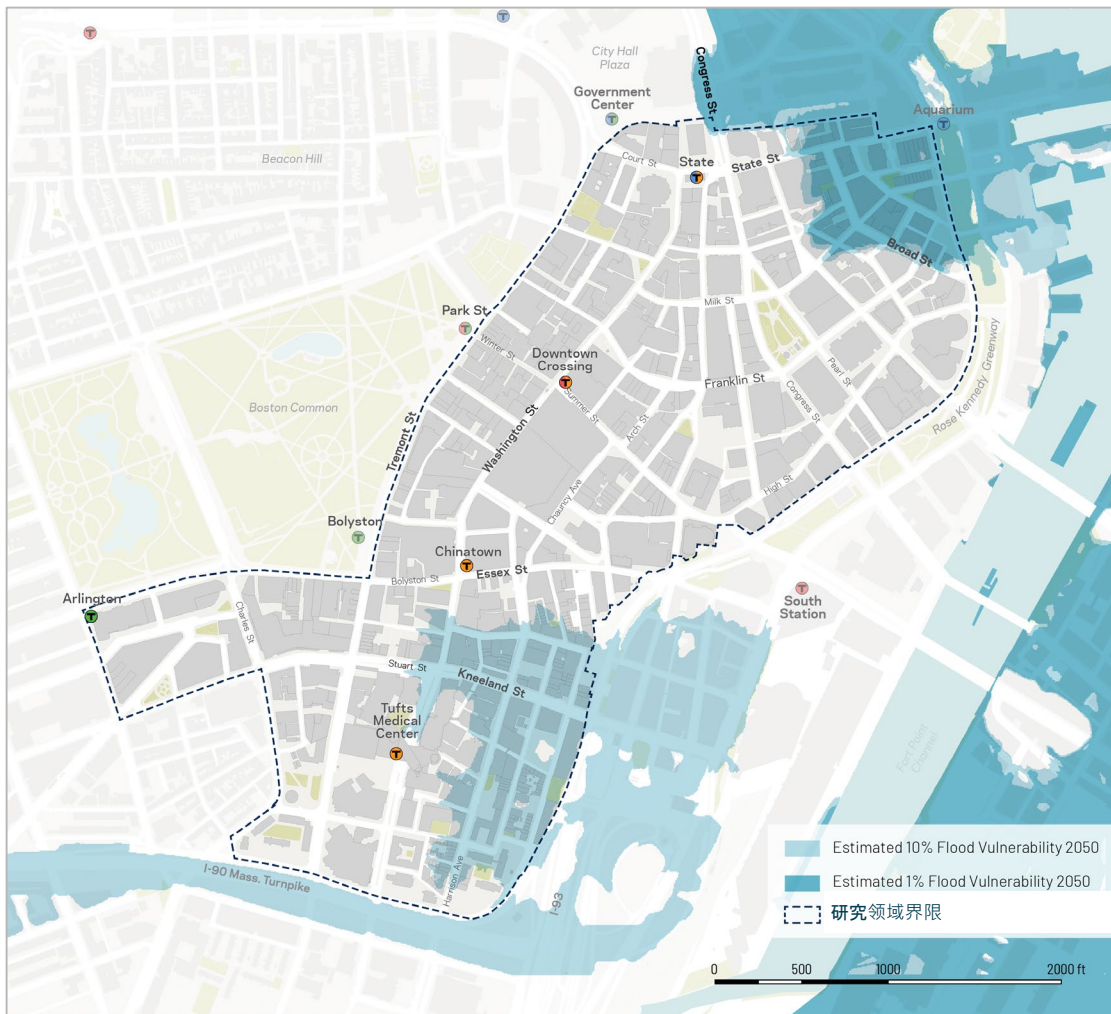 City Hall
Plaza
Congress St
Government
Center
Aquarium
Beacon Hill
Court St
State
State St
Broad St
Park St
Milk St
Winter St
Downtown
Crossing
Summer St
Franklin St
Pearl St
Congress St
Rose Kennedy Greenway
Boston Common
Tremont St
Washington St
Arch St
High St
Chauncy Ave
Bolyston
Chinatown
Essex St
Bolyston St
South
Station
Arlington
Charles St
Stuart St
Kneeland St
Tufts
Medical
Center
Fort Point
Channel
I-90 Mass. Turnpike
Harrison Ave
I-93
Estimated 10% Flood Vulnerability 2050
Estimated 1% Flood Vulnerability 2050
研究领域界限
0 500 1000 2000 ft